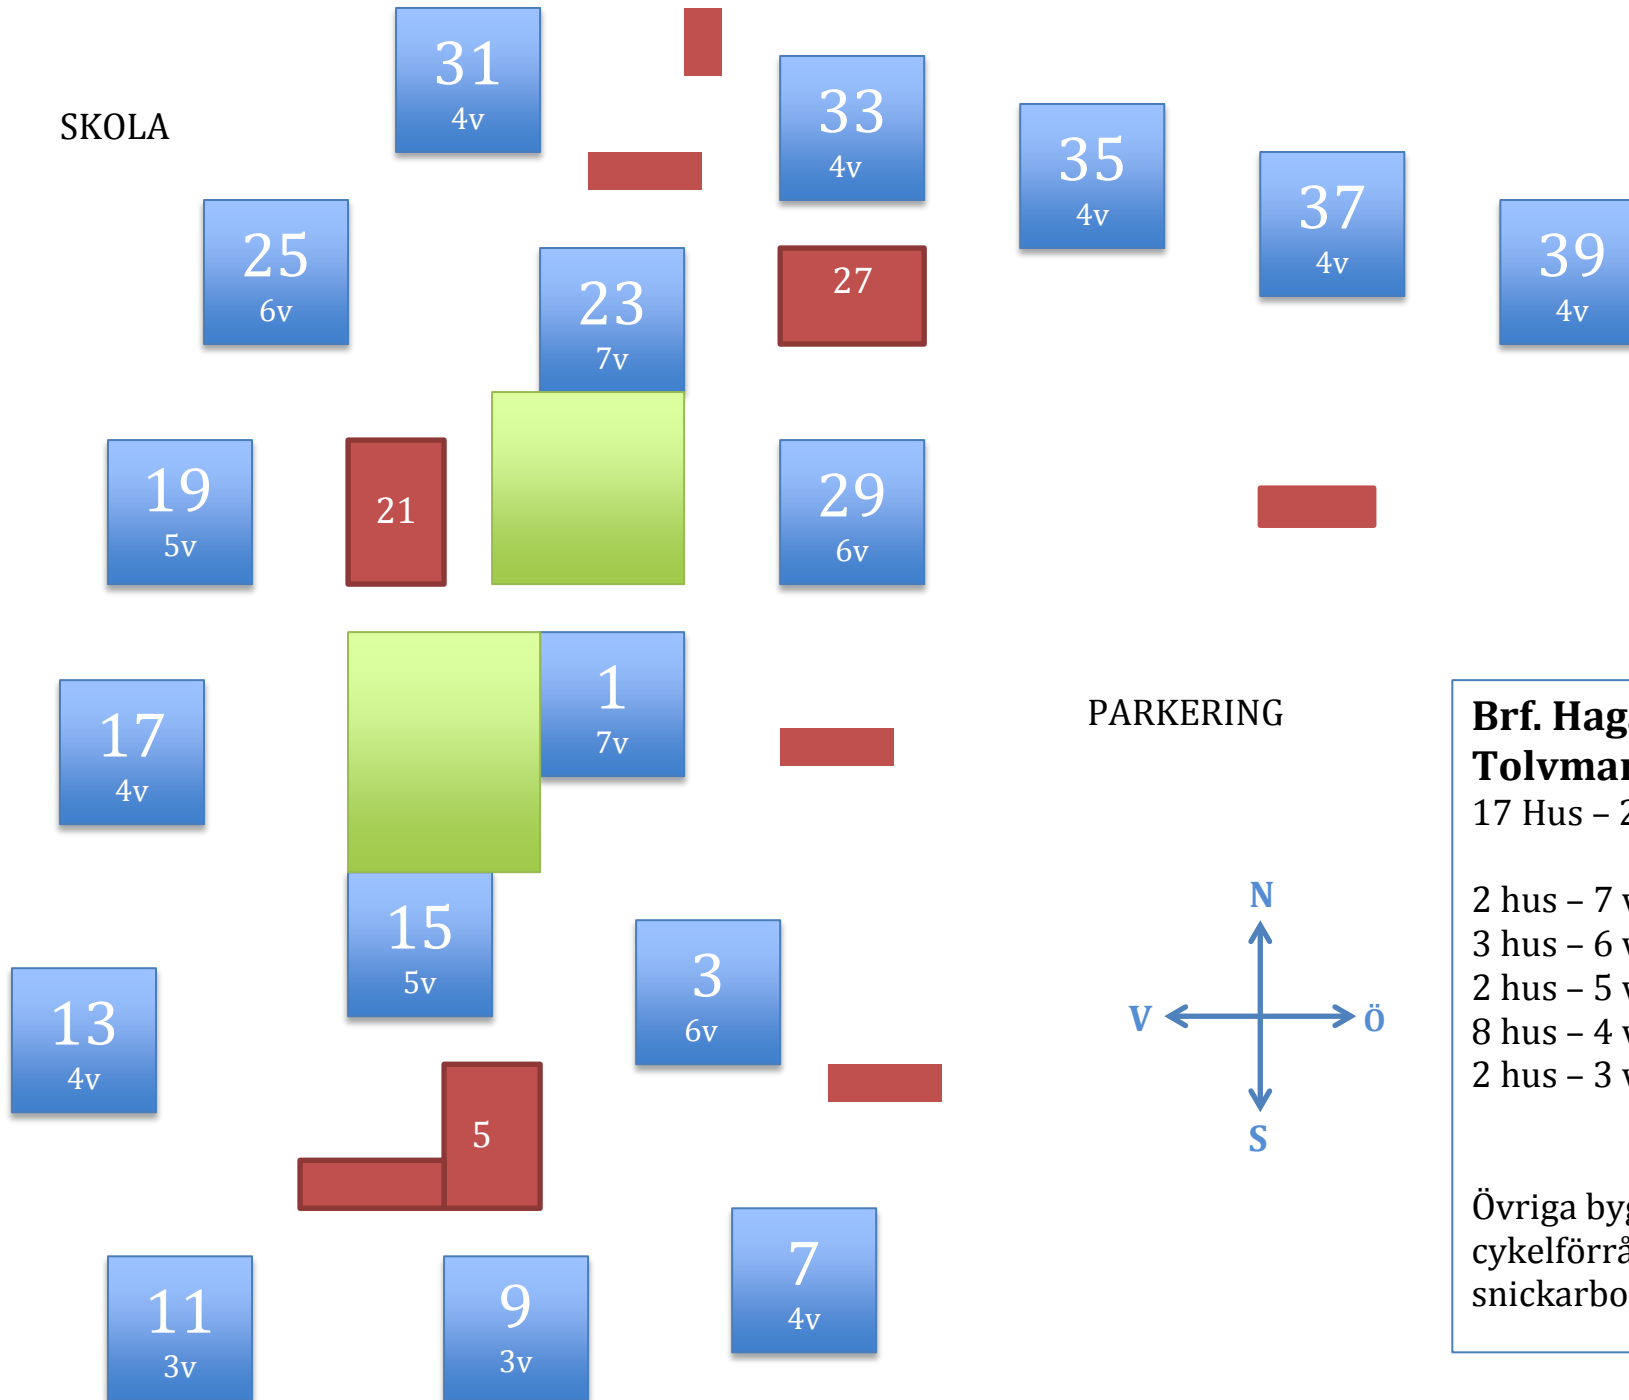 31
4v
33
4v
SKOLA
35
4v
37
4v
25
6v
23
7v
27
39
4v
19
5v
21
29
6v
1
7v
17
4v
PARKERING
Brf. Hag
Tolvma
17 Hus – 2
2 hus – 7
3 hus – 6
2 hus – 5
8 hus – 4
2 hus – 3
N
V
Ö
S
15
5v
3
6v
13
4v
5
Övriga
cykelförrå
snickarbo
7
4v
11
3v
9
3v